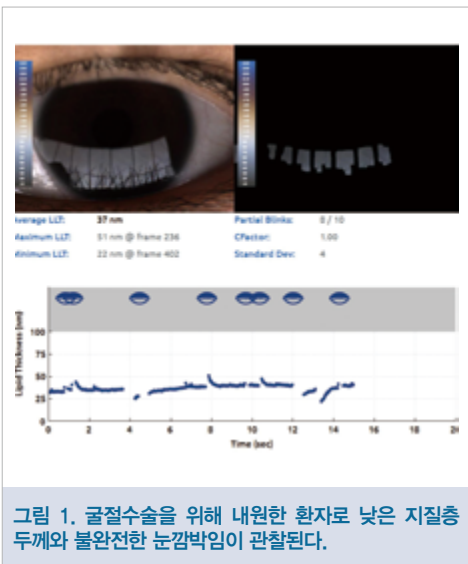 verage LLT: 37 nm Partial Blinks: 8 / 10
Maximum LLT: 51 nm @ frame 236 CFactor: 1.00
Minimum LLT: 22 nm @ frame 402 Standard Dev: 4
Lipid Thickness (nm)
100
75
50
25
0
0 2 4 6 8 10 12 14 16 18 20
Time (sec)
그림 1. 굴절수술을 위해 내원한 환자로 낮은 지질층
두께와 불완전한 눈깜박임이 관찰된다.